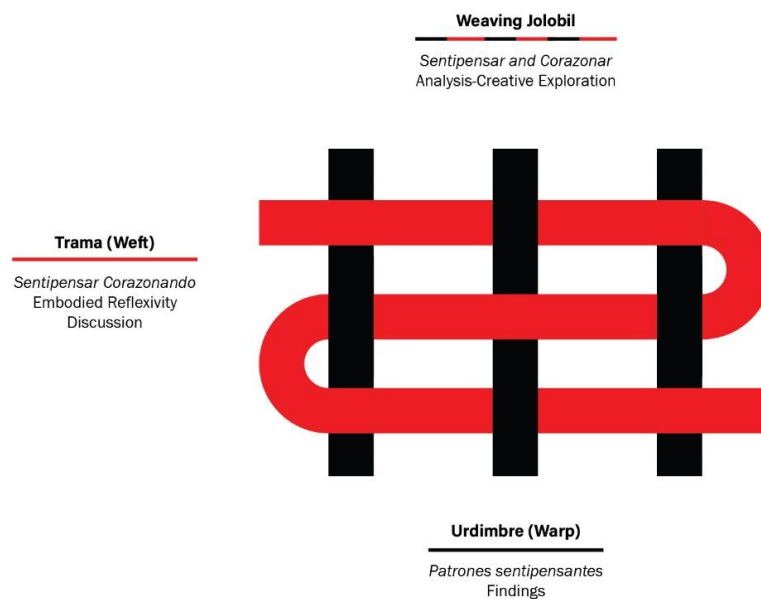 Weaving Jolobil
Sentipensar and Corazonar
Analysis-Creative Exploration
Trama (Weft)
Sentipensar Corazonando
Embodied Reflexivity
Discussion
Urdimbre (Warp)
Patrones sentipensantes
Findings